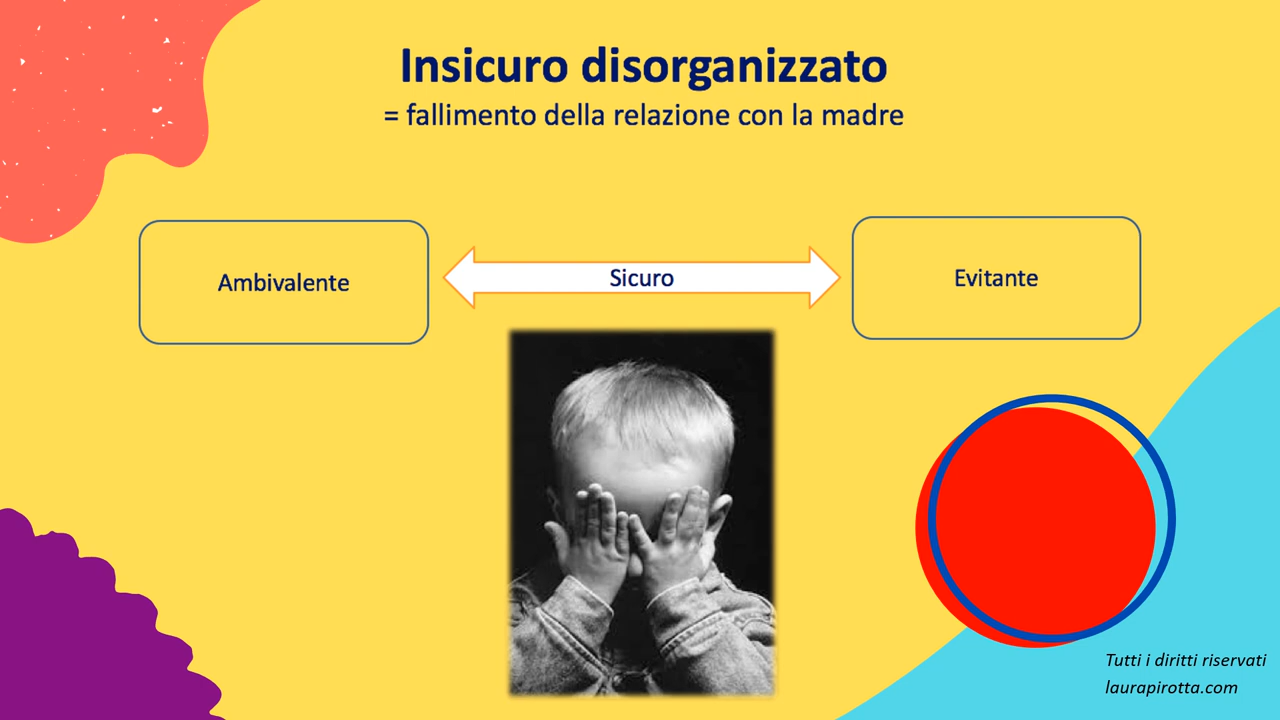 Insicuro disorganizzato
= fallimento della relazione con la madre
Ambivalente
Sicuro
Evitante
Tutti i diritti riservati
laurapirotta.com